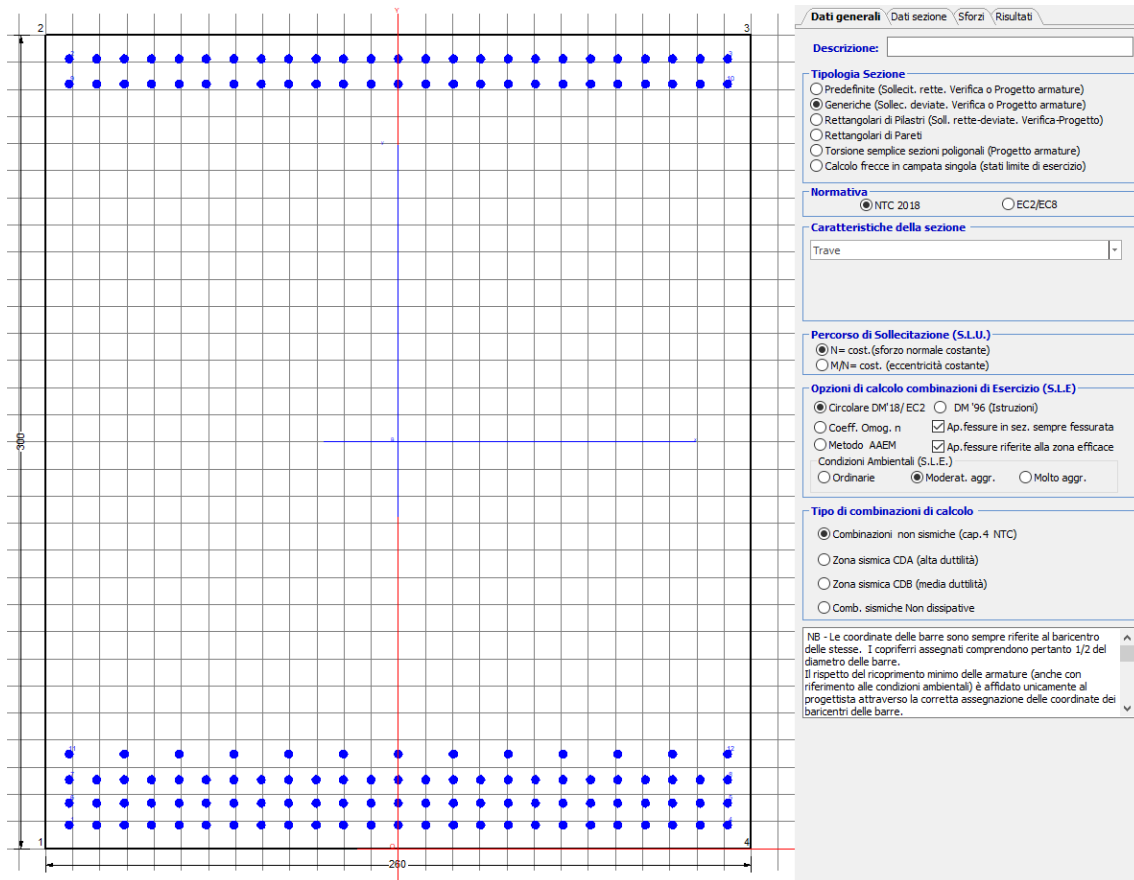 Y
2
3
2
3
9
10
300
11
12
7
8
1
4
260
Dati generali Dati sezione Sforzi Risultati
Descrizione:
Tipologia Sezione
Predefinite (Sollecit. rette. Verifica o Progetto armature)
Generiche (Sollec. deviate. Verifica o Progetto armature)
Rettangolari di Pilastri (Soll. rette-deviate. Verifica-Progetto)
Rettangolari di Pareti
Torsione semplice sezioni poligonali (Progetto armature)
Calcolo frecce in campata singola (stati limite di esercizio)
Normativa
NTC 2018 EC2/EC8
Caratteristiche della sezione
Trave
Percorso di Sollecitazione (S.L.U.)
N= cost.(sforzo normale costante)
M/N= cost. (eccentricità costante)
Opzioni di calcolo combinazioni di Esercizio (S.L.E)
Circolare DM'18/ EC2 DM '96 (Istruzioni)
Coeff. Omog. n Ap.fessure in sez. sempre fessurata
Metodo AAEM Ap.fessure riferite alla zona efficace
Condizioni Ambientali (S.L.E.)
Ordinarie Moderat. aggr. Molto aggr.
Tipo di combinazioni di calcolo
Combinazioni non sismiche (cap.4 NTC)
Zona sismica CDA (alta duttilità)
Zona sismica CDB (media duttilità)
Comb. sismiche Non dissipative
NB - Le coordinate delle barre sono sempre riferite al baricentro
delle stesse. I copriferri assegnati comprendono pertanto 1/2 del
diametro delle barre.
Il rispetto del ricoprimento minimo delle armature (anche con
riferimento alle condizioni ambientali) è affidato unicamente al
progettista attraverso la corretta assegnazione delle coordinate dei
baricentri delle barre.